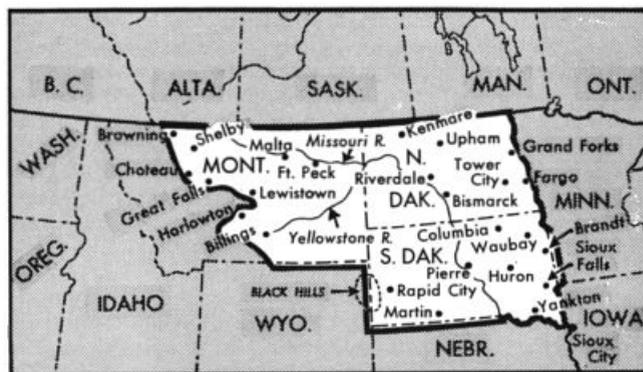 B. C.
ALTA.
SASK.
MAN.
ONT.
WASH.
Browning
Shelby
Malta
Missouri R.
Kenmare
Upham
Grand Forks
Choteau
MONT.
Ft. Peck
N.
Tower
City
Riverdale
Fargo
Great Falls
Lewistown
DAK.
Bismarck
MINN.
Harlowton
Billings
Yellowstone R.
Columbia
Waubay
Brandt
OREG.
S. DAK.
Pierre
Huron
Sioux
Falls
IDAHO
BLACK HILLS
Rapid City
Yankton
WYO.
Martin
IOWA
NEBR.
Sioux
City